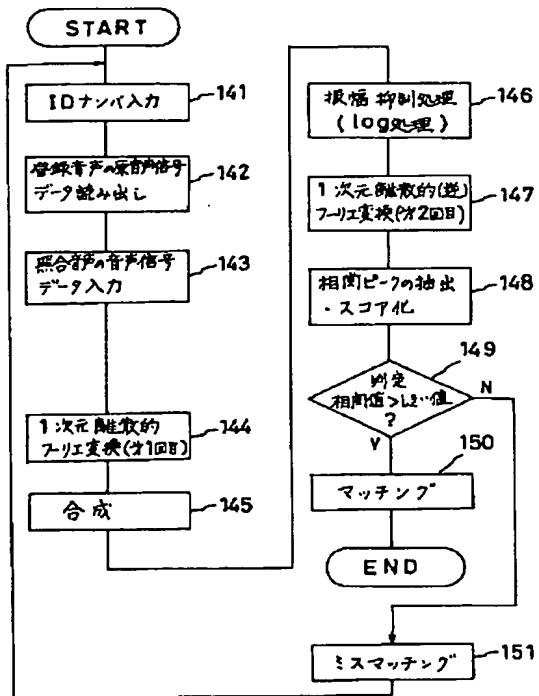 START
IDナンバ入力
141
登録音声の原音声信号
データ読み出し
142
照合音声の音声信号
データ入力
143
1次元離散的
フーリエ変換(才1回目)
144
合成
145
振幅抑制処理
(log処理)
146
1次元離散的(逆)
フーリエ変換(才2回目)
147
相関ピークの抽出
・スコア化
148
149
判定
相関値>しきい値
?
N
Y
150
マッチング
END
ミスマッチング
151